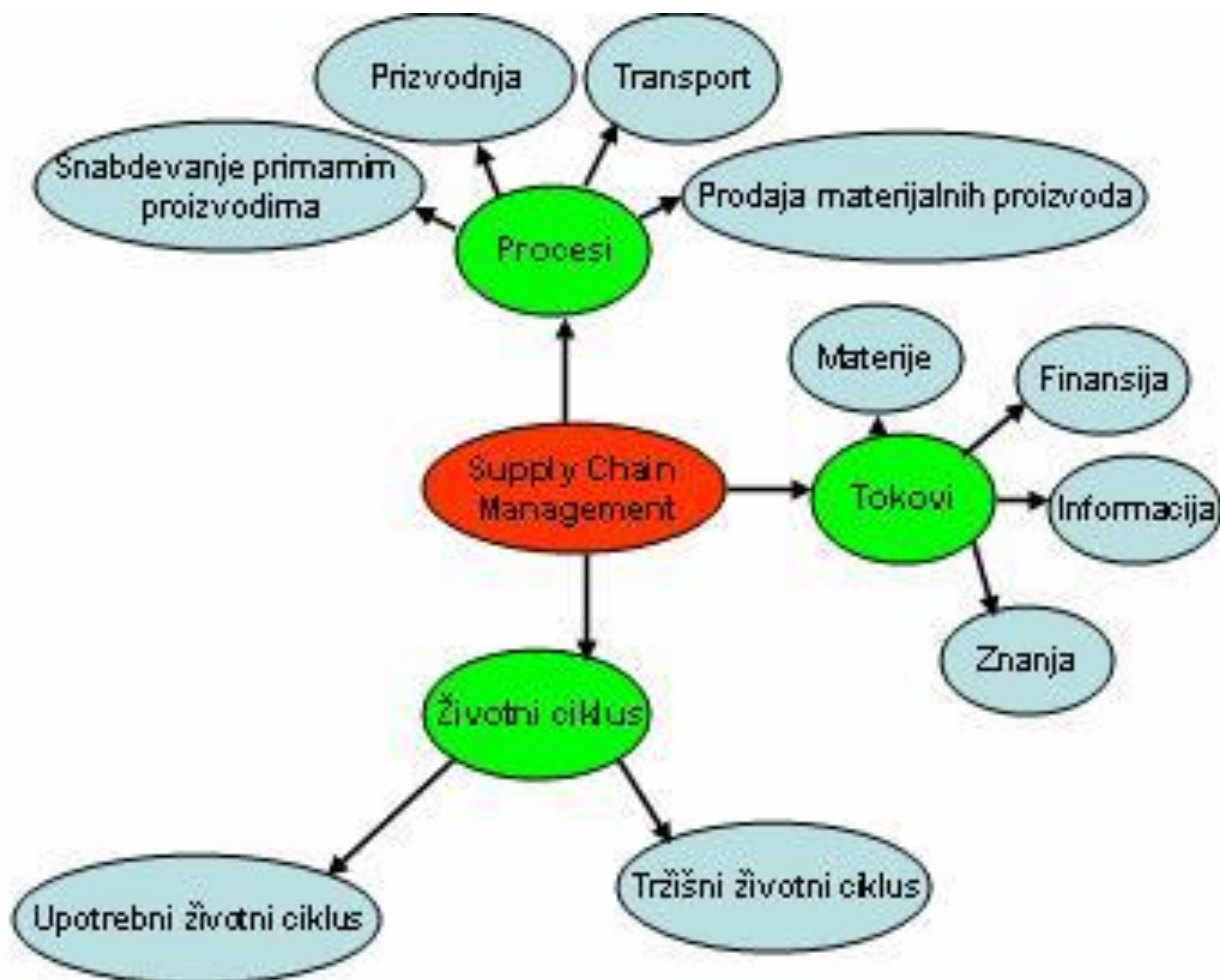 Prizvodnja
Transport
Snabdevanje primarnim
proizvodima
Prodaja materijalnih proizvoda
Procesi
Materije
Finansija
Supply Chain
Management
Tokovi
Informacija
Znanja
Životni ciklus
Upotrebni životni ciklus
Tržišni životni ciklus